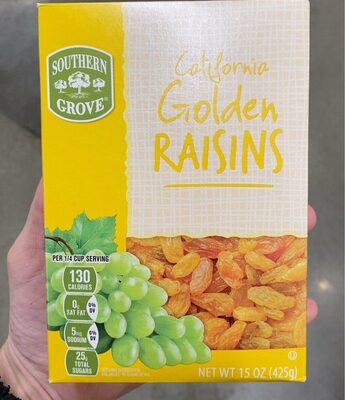 SOUTHERN
GROVE®
California
Golden
RAISINS
PER 1/4 CUP SERVING
130
CALORIES
0g
SAT FAT
0%
DV
5mg
SODIUM
0%
DV
25g
TOTAL
SUGARS
NET WT 15 OZ (425g)